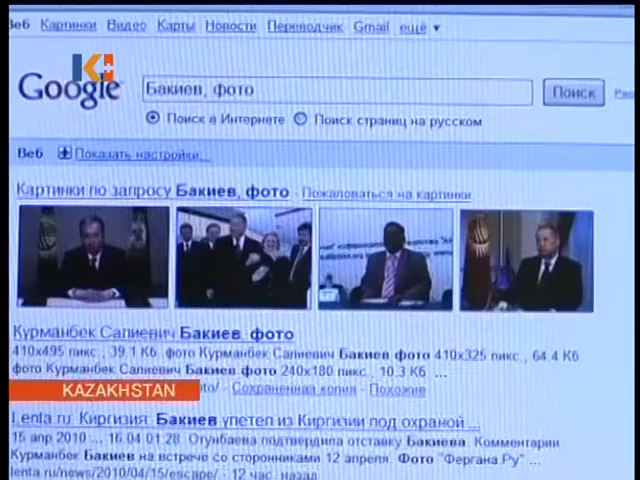 Веб Картинки Видео Карты Новости Переводчик Gmail ещё ▼
K+
Google Бакиев, фото Поиск
Поиск в Интернете Поиск страниц на русском
Веб Показать настройки...
Картинки по запросу Бакиев, фото - Пожаловаться на картинки
Курманбек Салиевич Бакиев фото
410x495 пикс., 39.1 Кб. фото Курманбек Салиевич Бакиев фото 410x325 пикс., 64.4 Кб
фото Курманбек Салиевич Бакиев фото 240x180 пикс., 10.3 Кб ...
KAZAKHSTAN
oto/ - Сохраненная копия - Похожие
Lenta.ru: Киргизия: Бакиев улетел из Киргизии под охраной ...
15 апр 2010 ... 16.04 01:28. Отунбаева подтвердила отставку Бакиева. Комментарии
Курманбек Бакиев на встрече со сторонниками 12 апреля. Фото "Фергана.Ру" ...
lenta.ru/news/2010/04/15/escape/ - 12 час. назад